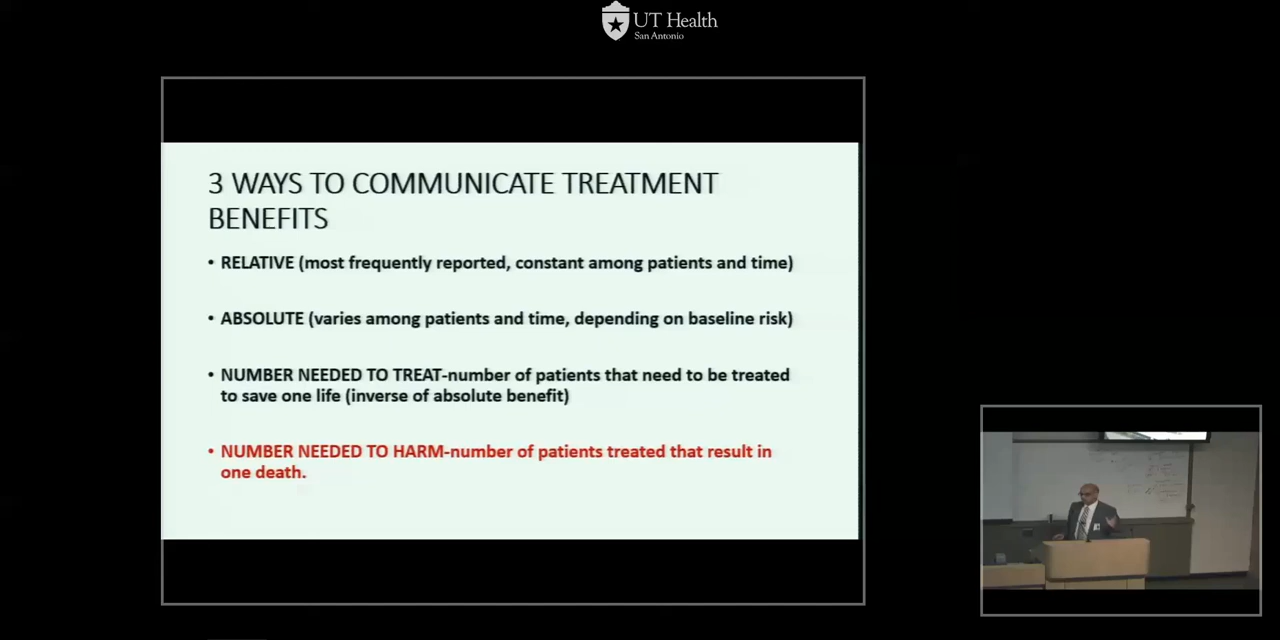 UT Health
San Antonio
3 WAYS TO COMMUNICATE TREATMENT
BENEFITS
• RELATIVE (most frequently reported, constant among patients and time)
• ABSOLUTE (varies among patients and time, depending on baseline risk)
• NUMBER NEEDED TO TREAT-number of patients that need to be treated
to save one life (inverse of absolute benefit)
• NUMBER NEEDED TO HARM-number of patients treated that result in
one death.